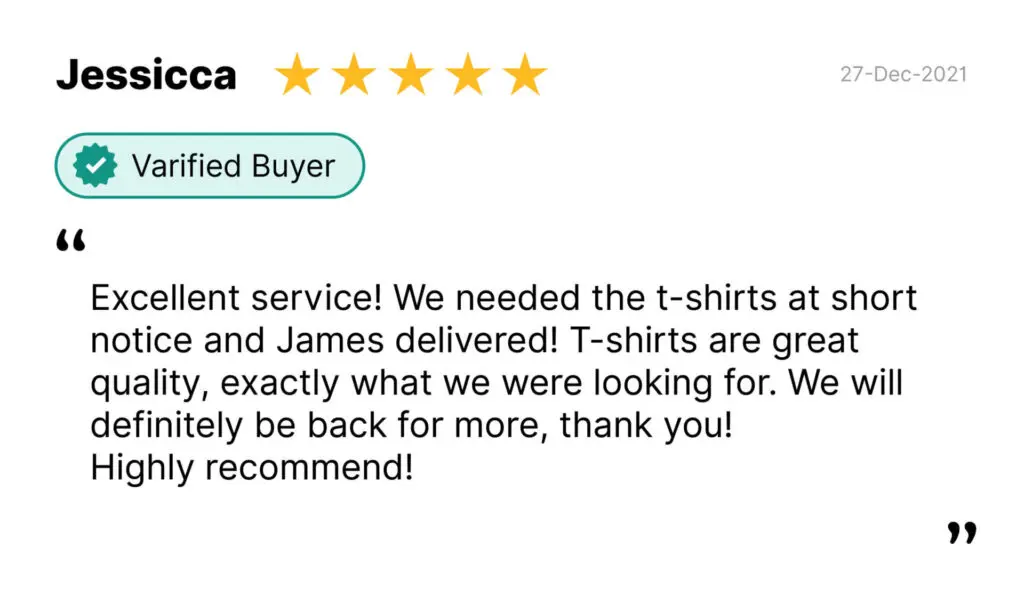 Jessicca
27-Dec-2021
Varified Buyer
“
Excellent service! We needed the t-shirts at short
notice and James delivered! T-shirts are great
quality, exactly what we were looking for. We will
definitely be back for more, thank you!
Highly recommend!
”